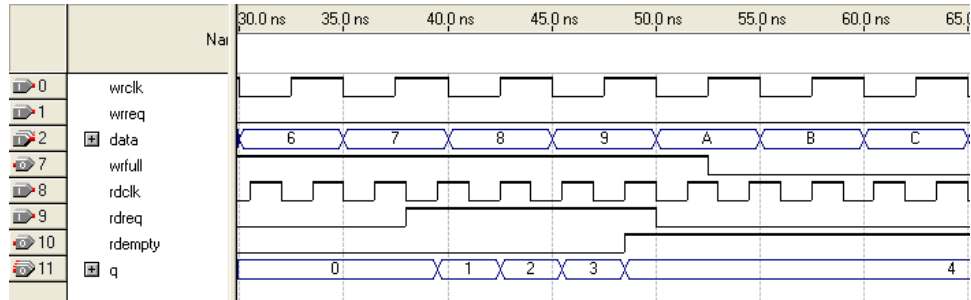 30.0 ns 35.0 ns 40.0 ns 45.0 ns 50.0 ns 55.0 ns 60.0 ns 65.
Nai
0 wrclk
1 wrreq
2 data 6 7 8 9 A B C
7 wrfull
8 rdclk
9 rdreq
10 rdempty
11 q 0 1 2 3 4